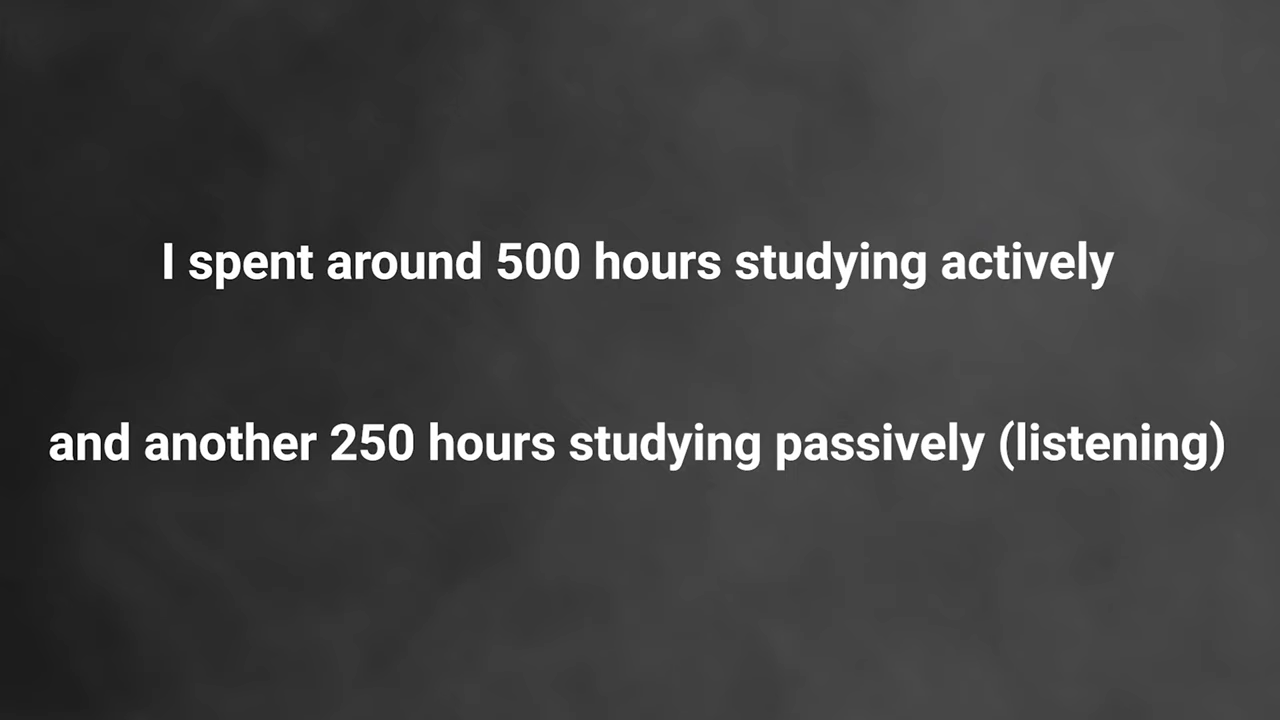 I spent around 500 hours studying actively
and another 250 hours studying passively (listening)